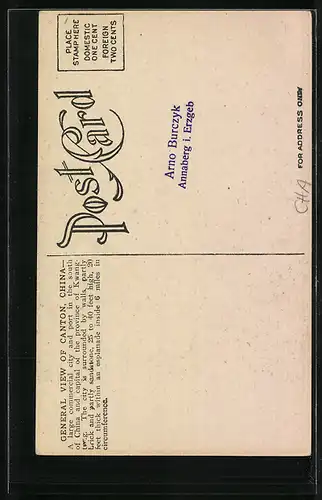 GENERAL VIEW OF CANTON, CHINA—
A large commercial city and port in the south
of China and capital of the province of Kwang-
tung. The city is surrounded by walls, partly
brick and partly sandstone, 25 to 40 feet high, 20
feet thick within an esplanade inside 6 miles in
circumference.
Post Card
PLACE
STAMP HERE
DOMESTIC
ONE CENT
FOREIGN
TWO CENTS
Arno Burczyk
Annaberg i. Erzgeb
FOR ADDRESS ONLY
CHA